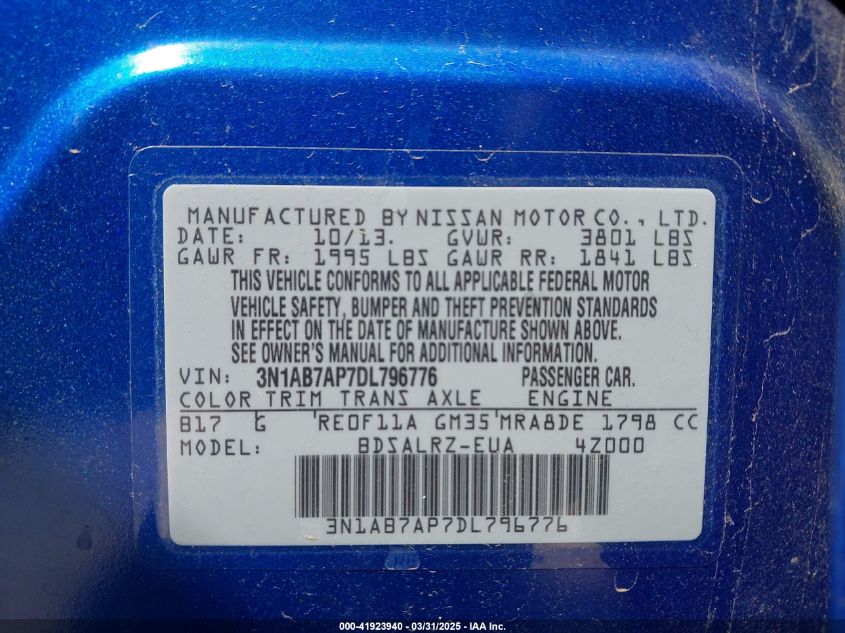 MANUFACTURED BY NISSAN MOTOR CO., LTD.
DATE: 10/13. GVWR: 3801 LBS
GAWR FR: 1995 LBS GAWR RR: 1841 LBS
THIS VEHICLE CONFORMS TO ALL APPLICABLE FEDERAL MOTOR
VEHICLE SAFETY, BUMPER AND THEFT PREVENTION STANDARDS
IN EFFECT ON THE DATE OF MANUFACTURE SHOWN ABOVE.
SEE OWNER'S MANUAL FOR ADDITIONAL INFORMATION.
VIN: 3N1AB7AP7DL796776 PASSENGER CAR.
COLOR TRIM TRANS AXLE ENGINE
B17 G RE0F11A GM35 MRA8DE 1798 CC
MODEL: BDSALRZ-EUA 4Z000
3N1AB7AP7DL796776
000-41923940 - 03/31/2025 - IAA Inc.